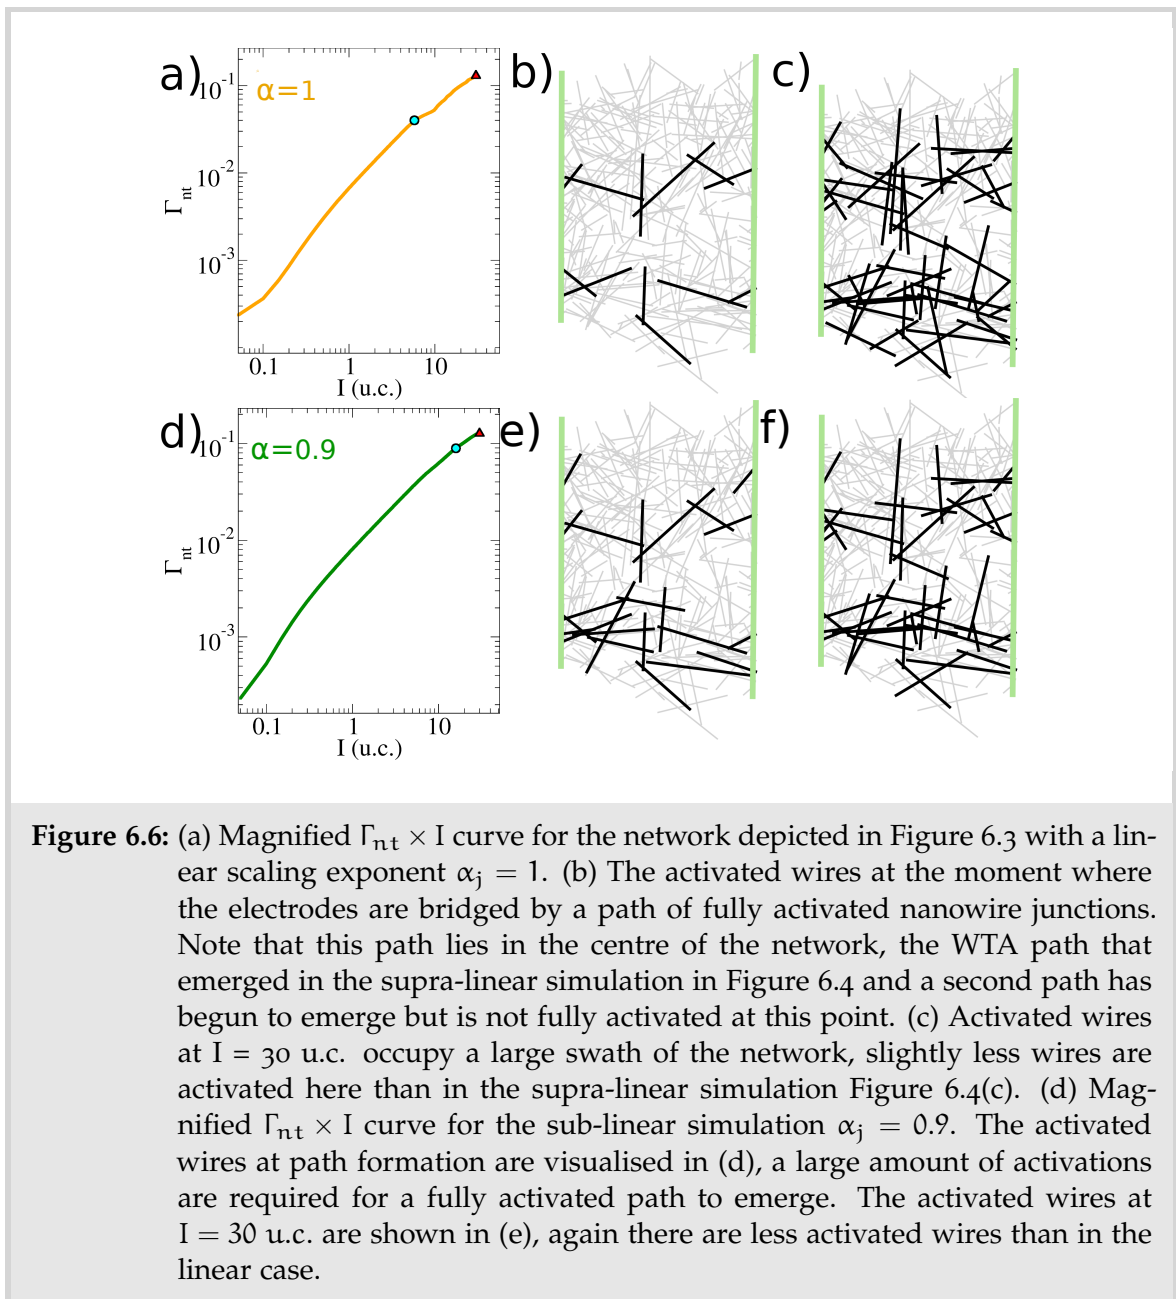 a)
α=1
10⁻¹
10⁻²
10⁻³
Γnt
0.1 1 10
I (u.c.)
b)
c)
d)
α=0.9
10⁻¹
10⁻²
10⁻³
Γnt
0.1 1 10
I (u.c.)
e)
f)
Figure 6.6: (a) Magnified Γnt × I curve for the network depicted in Figure 6.3 with a lin-
ear scaling exponent αj = 1. (b) The activated wires at the moment where
the electrodes are bridged by a path of fully activated nanowire junctions.
Note that this path lies in the centre of the network, the WTA path that
emerged in the supra-linear simulation in Figure 6.4 and a second path has
begun to emerge but is not fully activated at this point. (c) Activated wires
at I = 30 u.c. occupy a large swath of the network, slightly less wires are
activated here than in the supra-linear simulation Figure 6.4(c). (d) Mag-
nified Γnt × I curve for the sub-linear simulation αj = 0.9. The activated
wires at path formation are visualised in (d), a large amount of activations
are required for a fully activated path to emerge. The activated wires at
I = 30 u.c. are shown in (e), again there are less activated wires than in the
linear case.